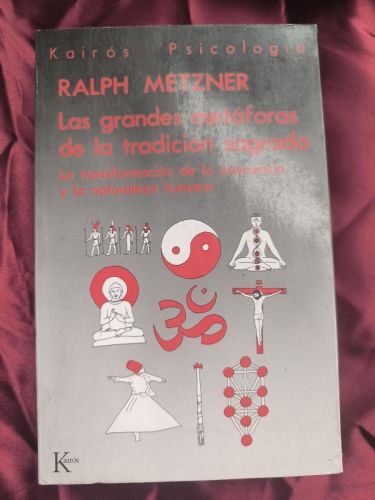 Kairós Psicología
RALPH METZNER
Las grandes metáforas
de la tradición sagrada
La transformación de la conciencia
y la naturaleza humana
Kairós